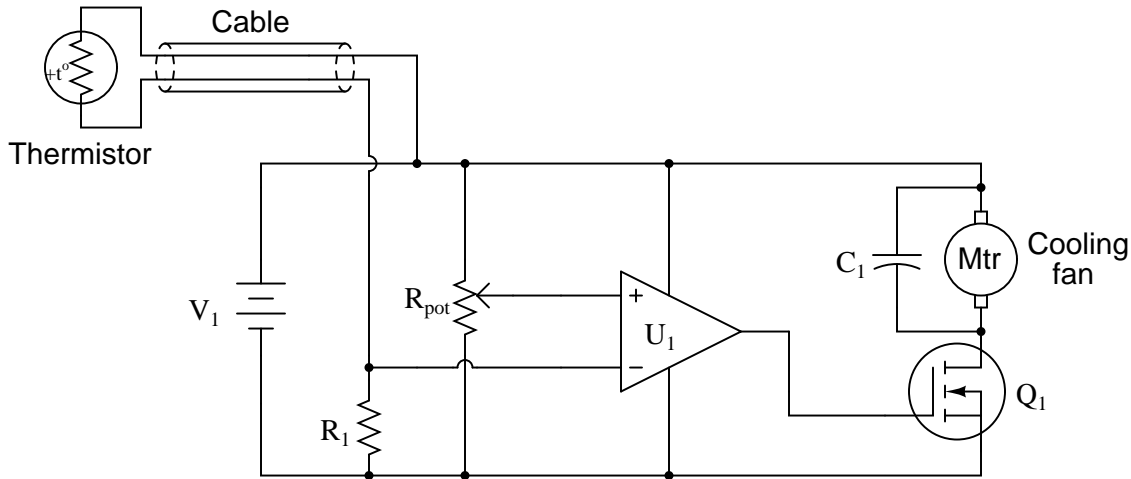 Cable
+t°
Thermistor
V1
R1
Rpot
+
−
U1
C1
Mtr
Cooling
fan
Q1